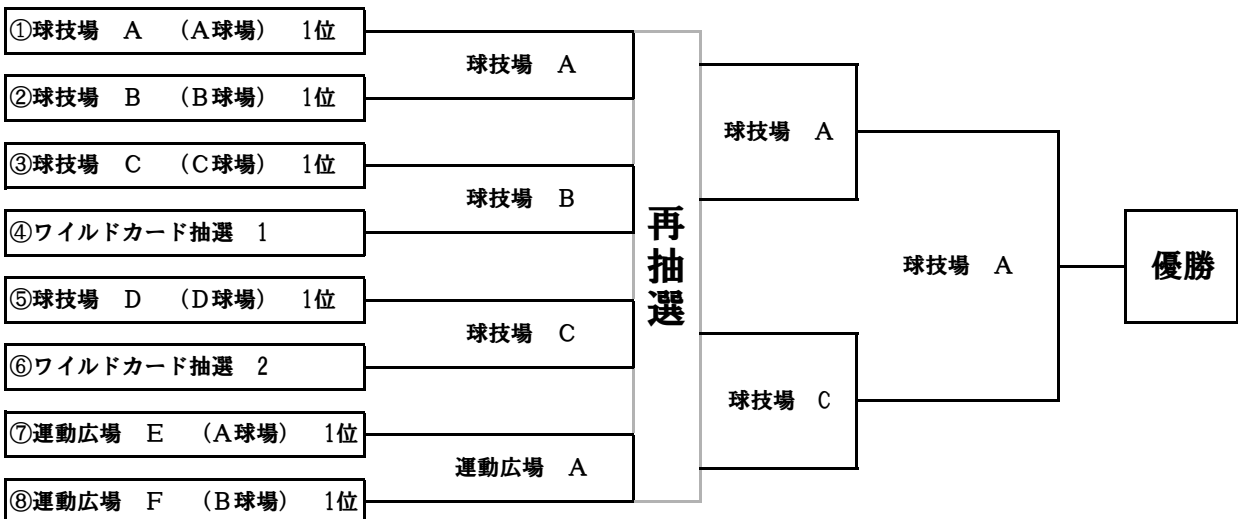 ①球技場　A　（A球場）　1位
②球技場　B　（B球場）　1位
③球技場　C　（C球場）　1位
④ワイルドカード抽選　1
⑤球技場　D　（D球場）　1位
⑥ワイルドカード抽選　2
⑦運動広場　E　（A球場）　1位
⑧運動広場　F　（B球場）　1位
球技場　A
球技場　B
球技場　C
運動広場　A
再抽選
球技場　A
球技場　C
球技場　A
優勝